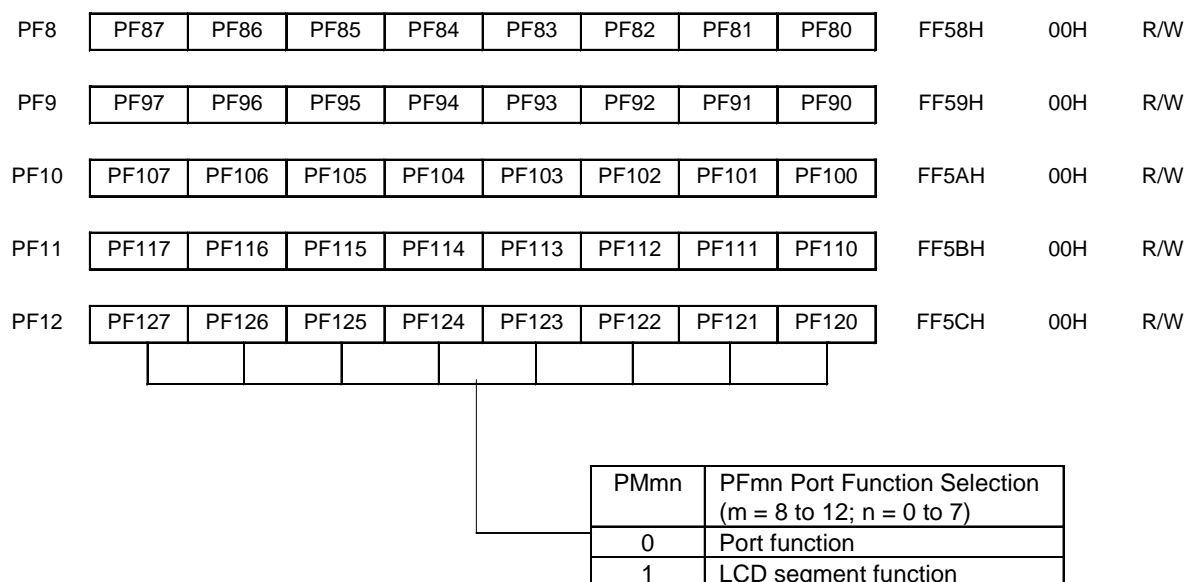 PF8 PF87 PF86 PF85 PF84 PF83 PF82 PF81 PF80 FF58H 00H R/W
PF9 PF97 PF96 PF95 PF94 PF93 PF92 PF91 PF90 FF59H 00H R/W
PF10 PF107 PF106 PF105 PF104 PF103 PF102 PF101 PF100 FF5AH 00H R/W
PF11 PF117 PF116 PF115 PF114 PF113 PF112 PF111 PF110 FF5BH 00H R/W
PF12 PF127 PF126 PF125 PF124 PF123 PF122 PF121 PF120 FF5CH 00H R/W
PMmn PFmn Port Function Selection
(m = 8 to 12; n = 0 to 7)
0 Port function
1 LCD segment function